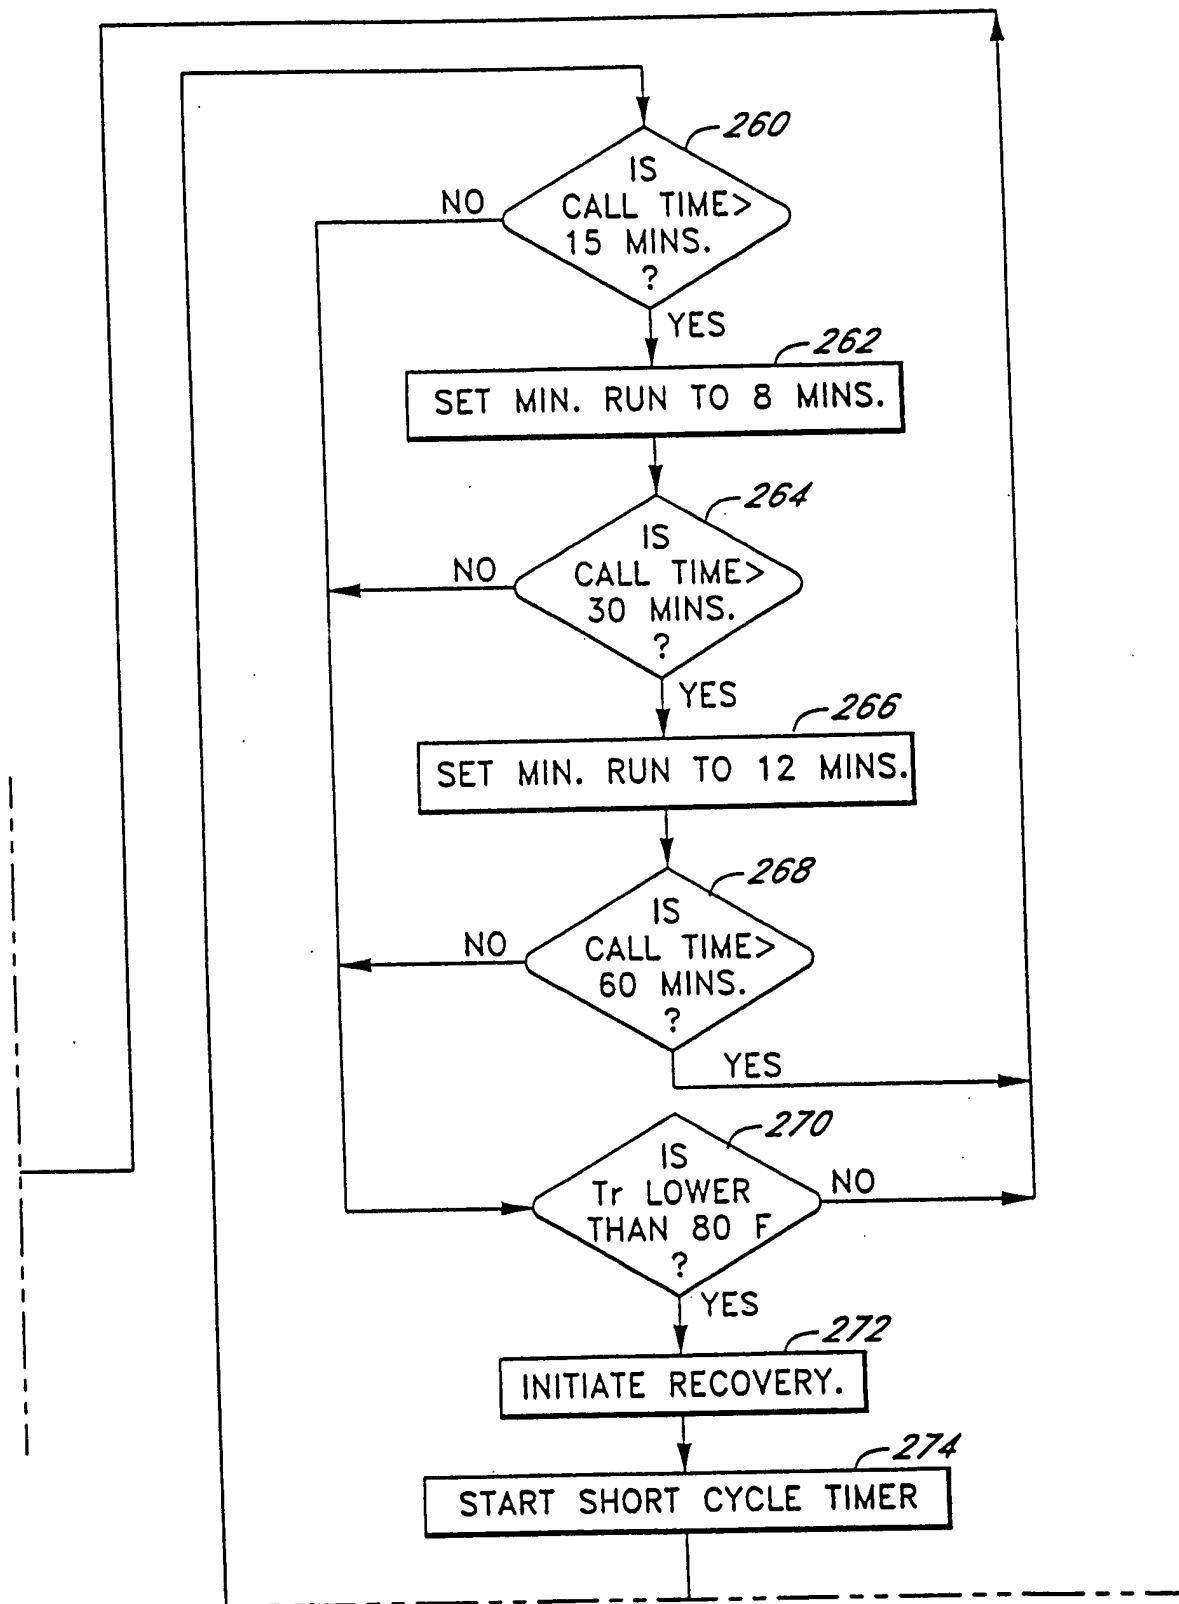 260
IS
CALL TIME>
15 MINS.
?
NO
YES
262
SET MIN. RUN TO 8 MINS.
264
IS
CALL TIME>
30 MINS.
?
NO
YES
266
SET MIN. RUN TO 12 MINS.
268
IS
CALL TIME>
60 MINS.
?
NO
YES
270
IS
Tr LOWER
THAN 80 F
?
NO
YES
272
INITIATE RECOVERY.
274
START SHORT CYCLE TIMER